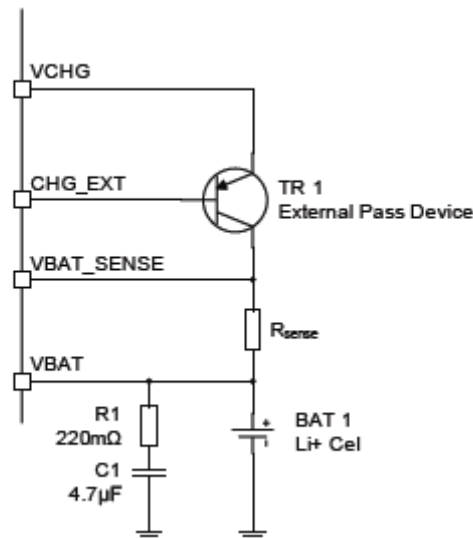 VCHG
CHG_EXT
TR 1
External Pass Device
VBAT_SENSE
Rsense
VBAT
R1
220mΩ
BAT 1
Li+ Cel
C1
4.7µF